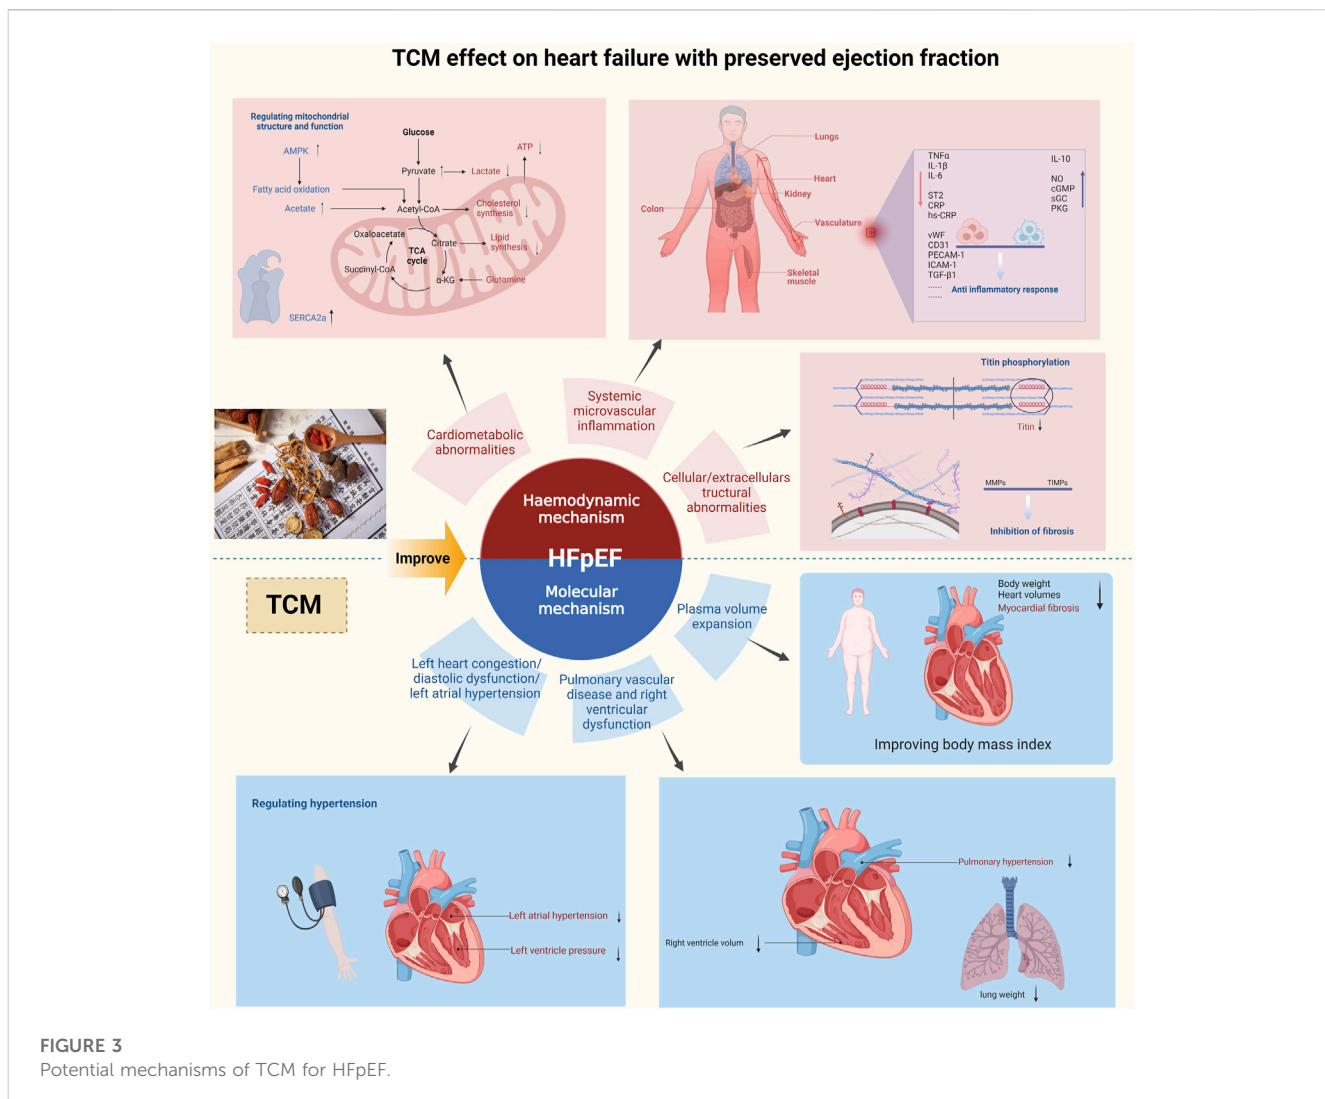 TCM effect on heart failure with preserved ejection fraction
Regulating mitochondrial
structure and function
AMPK ↑
Fatty acid oxidation
Acetate ↑
Glucose
Pyruvate ↑
Lactate ↓
ATP ↓
Acetyl-CoA
Cholesterol
synthesis ↓
Oxaloacetate
Citrate
Lipid
synthesis ↓
TCA
cycle
Succinyl-CoA
α-KG
Glutamine
SERCA2a ↑
Lungs
Heart
Kidney
Colon
Vasculature
Skeletal
muscle
TNFα
IL-1β
IL-6
ST2
CRP
hs-CRP
vWF
CD31
PECAM-1
ICAM-1
TGF-β1
......
......
IL-10
NO
cGMP
sGC
PKG
Anti inflammatory response
Cardiometabolic
abnormalities
Systemic
microvascular
inflammation
Cellular/extracellulars
tructural
abnormalities
Titin phosphorylation
Titin ↓
MMPs
TIMPs
Inhibition of fibrosis
Haemodynamic
mechanism
HFpEF
Molecular
mechanism
Improve
TCM
Plasma volume
expansion
Left heart congestion/
diastolic dysfunction/
left atrial hypertension
Pulmonary vascular
disease and right
ventricular
dysfunction
Body weight
Heart volumes
Myocardial fibrosis ↓
Improving body mass index
Regulating hypertension
Left atrial hypertension ↓
Left ventricle pressure ↓
Pulmonary hypertension ↓
Right ventricle volum ↓
lung weight ↓
FIGURE 3
Potential mechanisms of TCM for HFpEF.